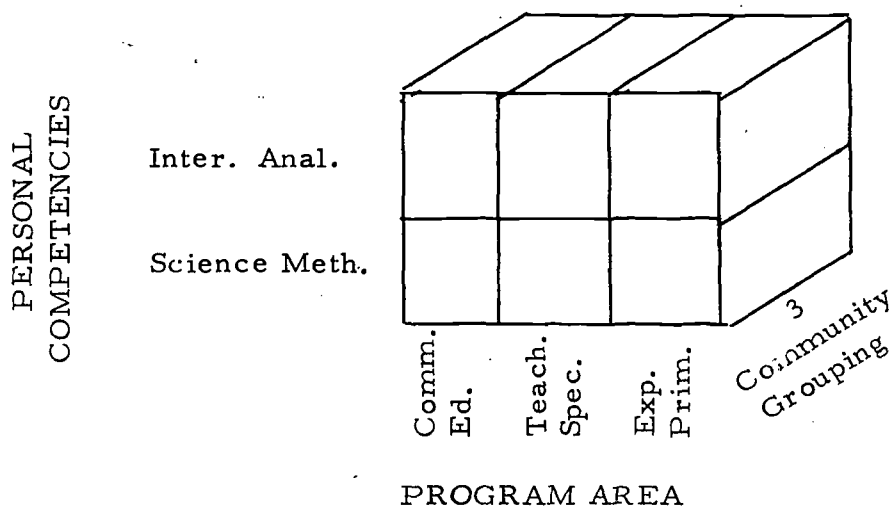 PERSONAL
COMPETENCIES
Inter. Anal.
Science Meth.
Comm.
Ed.
Teach.
Spec.
Exp.
Prim.
3
Community
Grouping
PROGRAM AREA